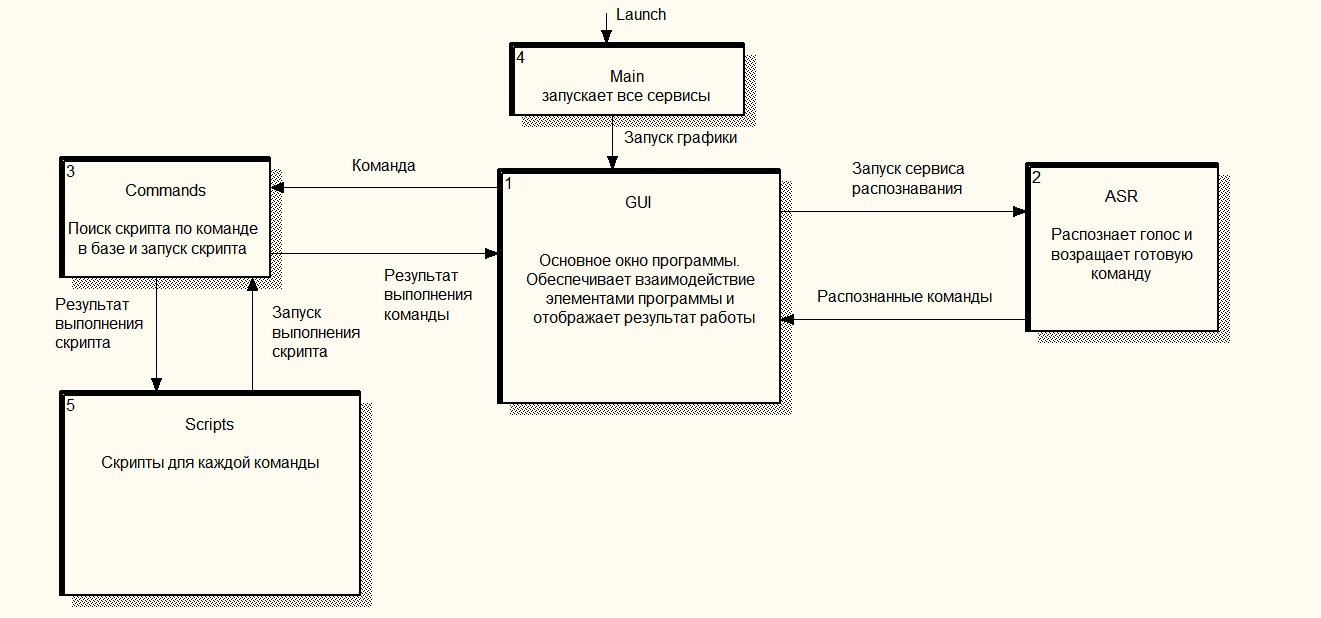 Launch
4
Main
запускает все сервисы
Запуск графики
3
Commands
Поиск скрипта по команде
в базе и запуск скрипта
Команда
1
GUI
Основное окно программы.
Обеспечивает взаимодействие
элементами программы и
отображает результат работы
Запуск сервиса
распознавания
2
ASR
Распознает голос и
возращает готовую
команду
Результат
выполнения
команды
Распознанные команды
Результат
выполнения
скрипта
Запуск
выполнения
скрипта
5
Scripts
Скрипты для каждой команды